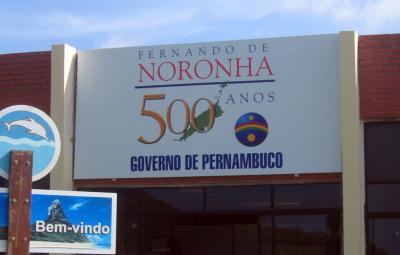 FERNANDO DE
NORONHA
500 ANOS
GOVERNO DE PERNAMBUCO
Bem-vindo